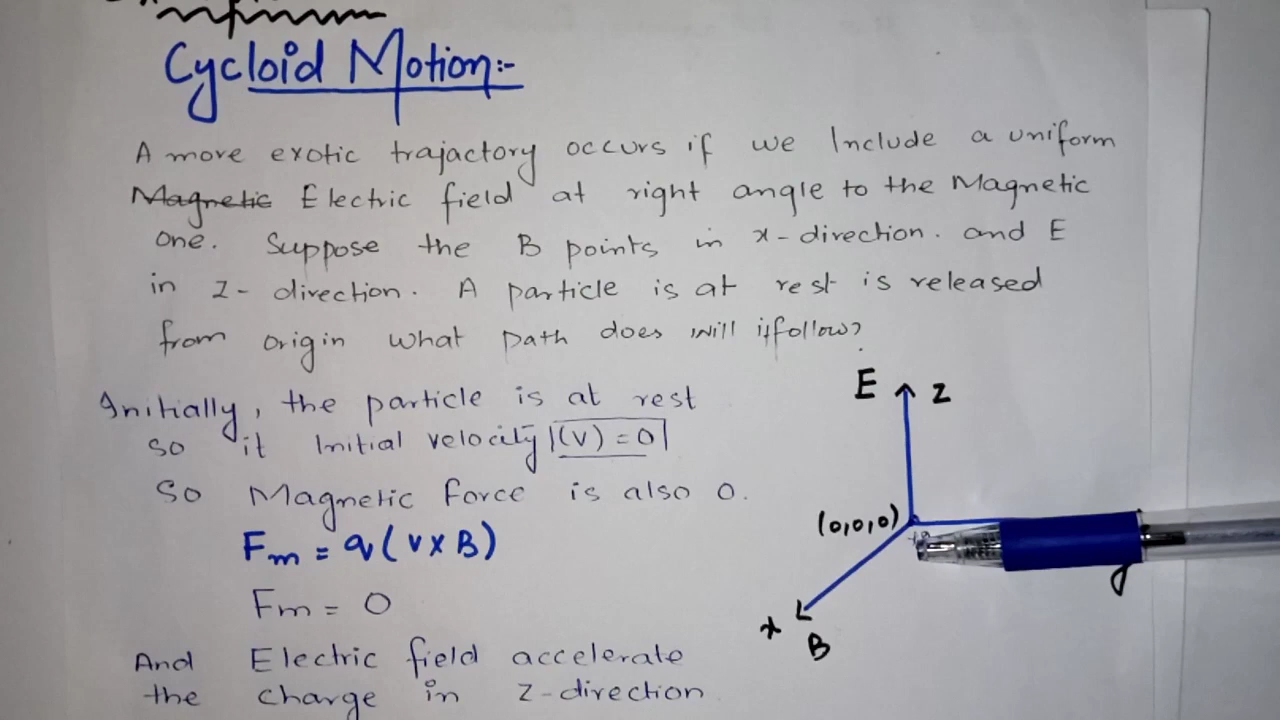 Cycloid Motion:-
A more exotic trajactory occurs if we Include a uniform
Magnetic Electric field at right angle to the Magnetic
one. Suppose the B points in x-direction. and E
in z-direction. A particle is at rest is released
from origin what path does will it follow?
Initially, the particle is at rest
so it Initial velocity |(v) = 0|
So Magnetic force is also 0.
Fm = q(v×B)
Fm = 0
And Electric field accelerate
the charge in z-direction
E z
(0,0,0)
x
B